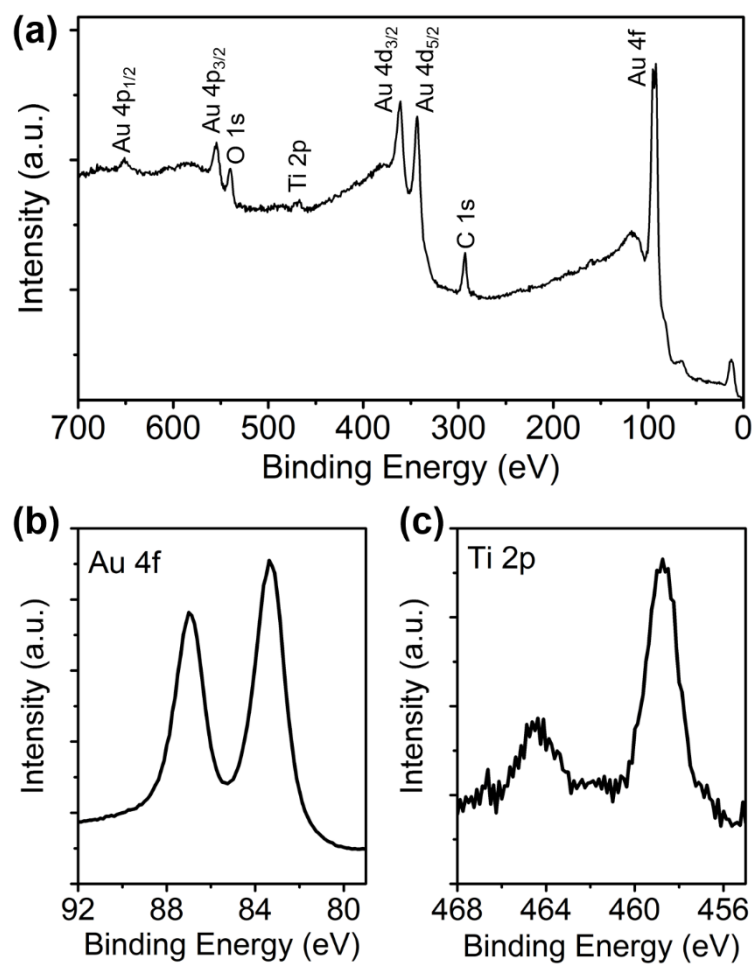 (a)
Intensity (a.u.)
Au 4p1/2
Au 4p3/2
O 1s
Ti 2p
Au 4d3/2
Au 4d5/2
C 1s
Au 4f
700 600 500 400 300 200 100 0
Binding Energy (eV)
(b)
Au 4f
Intensity (a.u.)
92 88 84 80
Binding Energy (eV)
(c)
Ti 2p
Intensity (a.u.)
468 464 460 456
Binding Energy (eV)